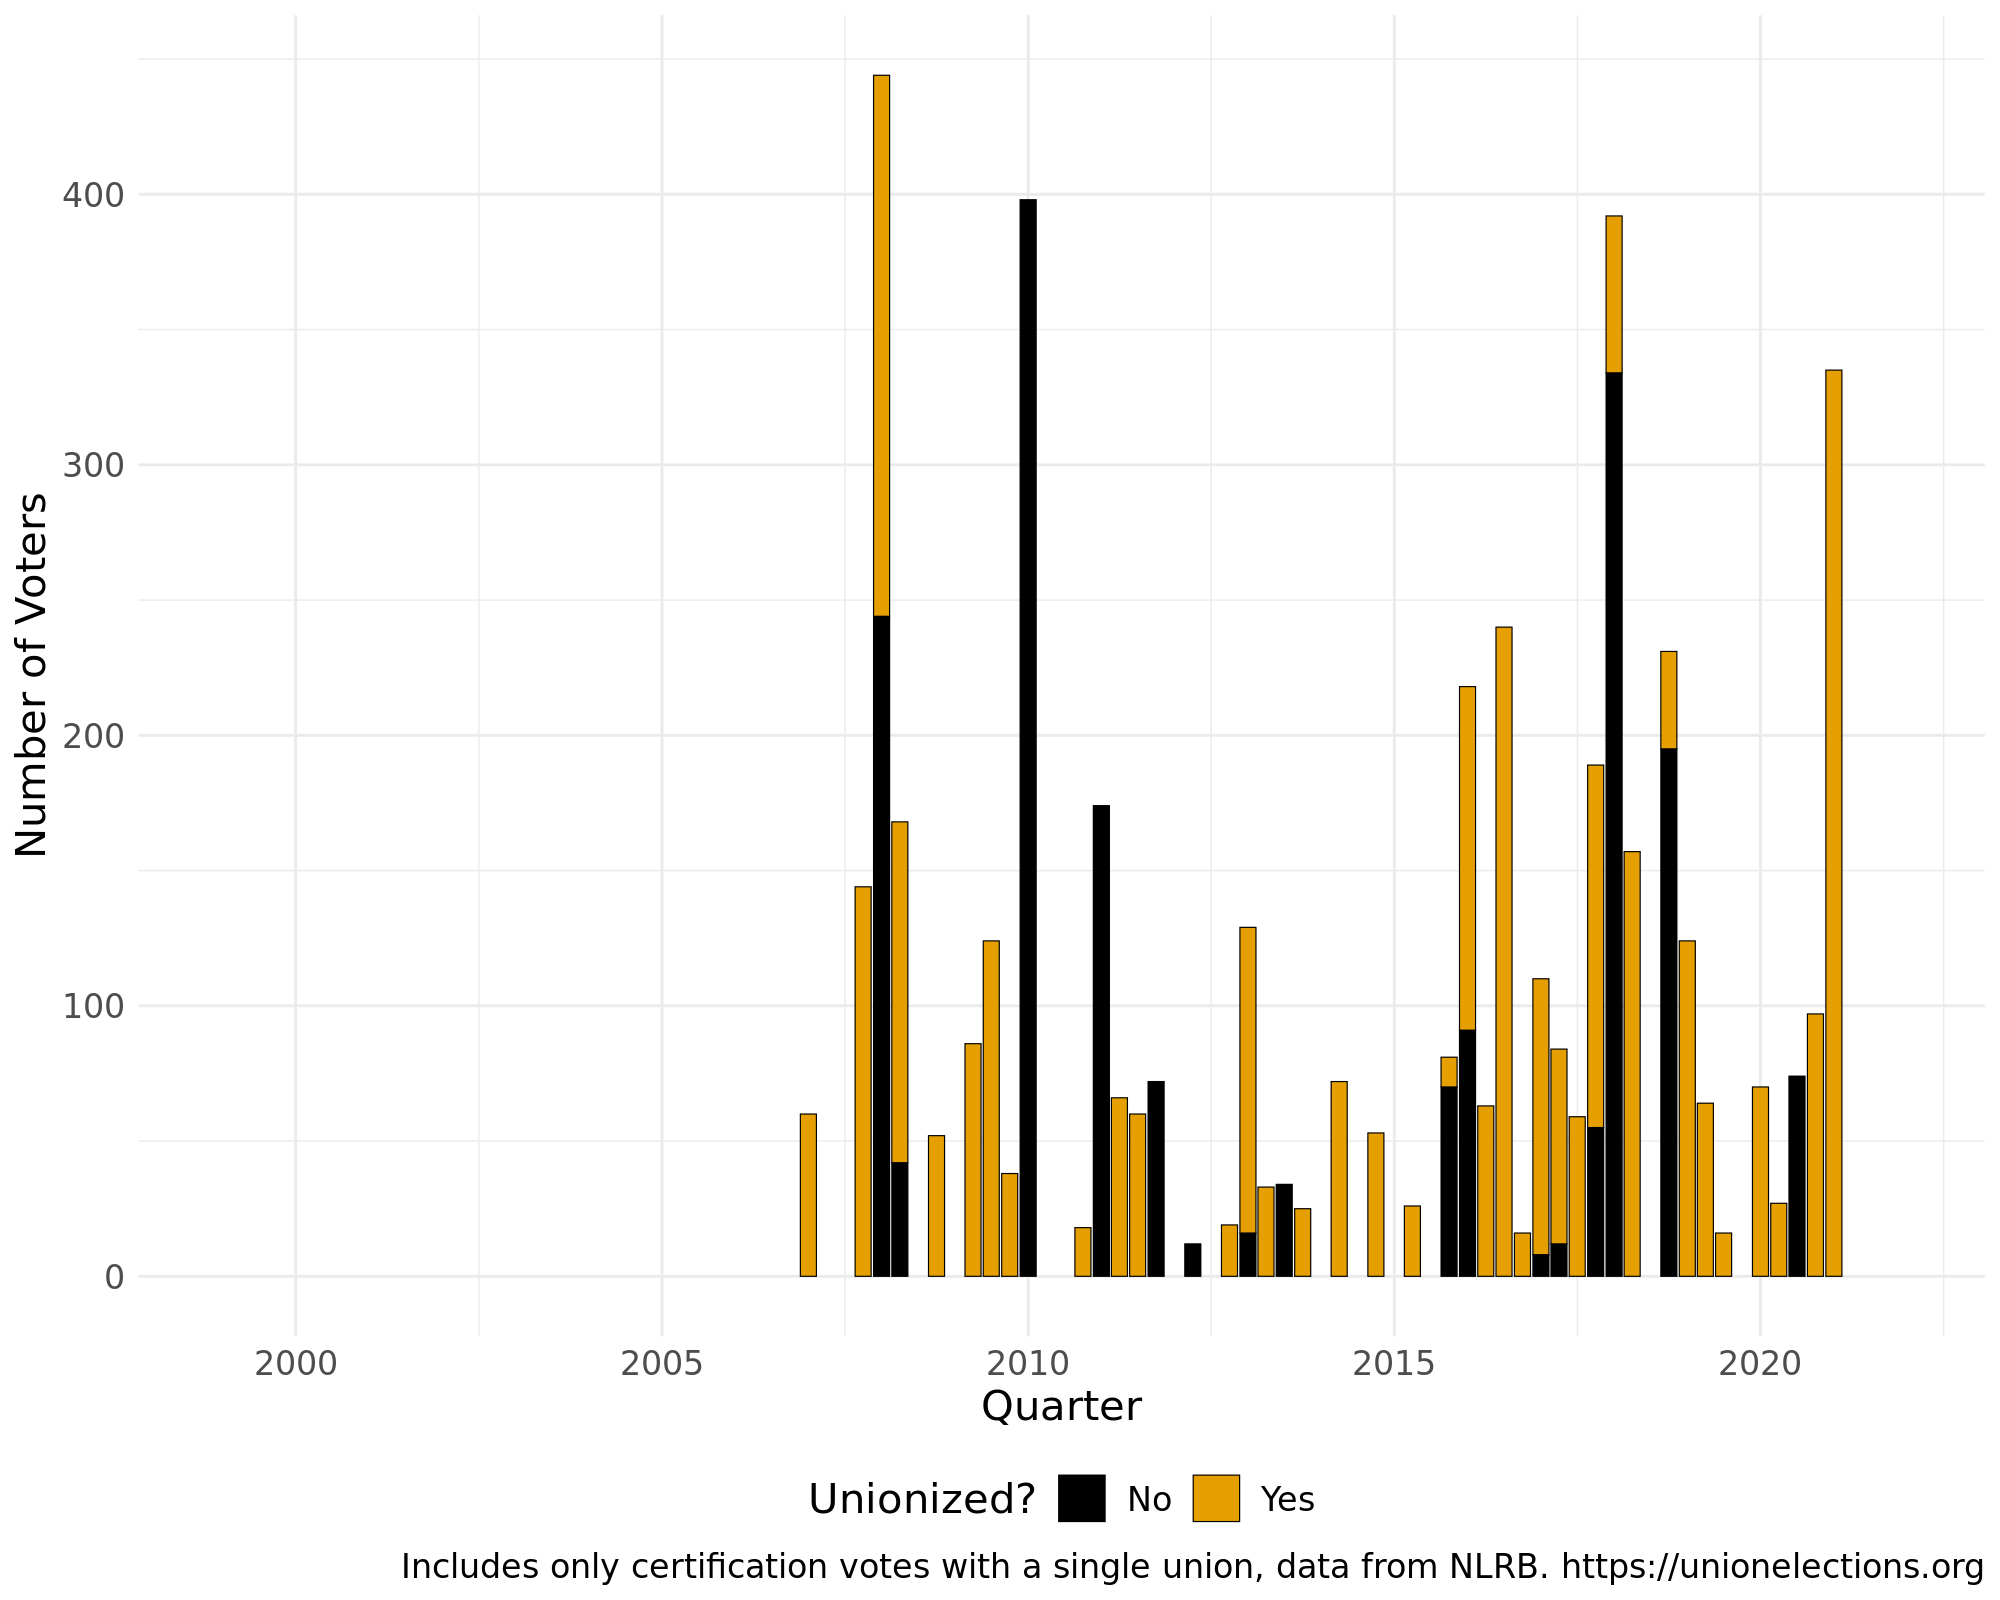 400
300
200
100
0
Number of Voters
2000 2005 2010 2015 2020
Quarter
Unionized? No Yes
Includes only certification votes with a single union, data from NLRB. https://unionelections.org